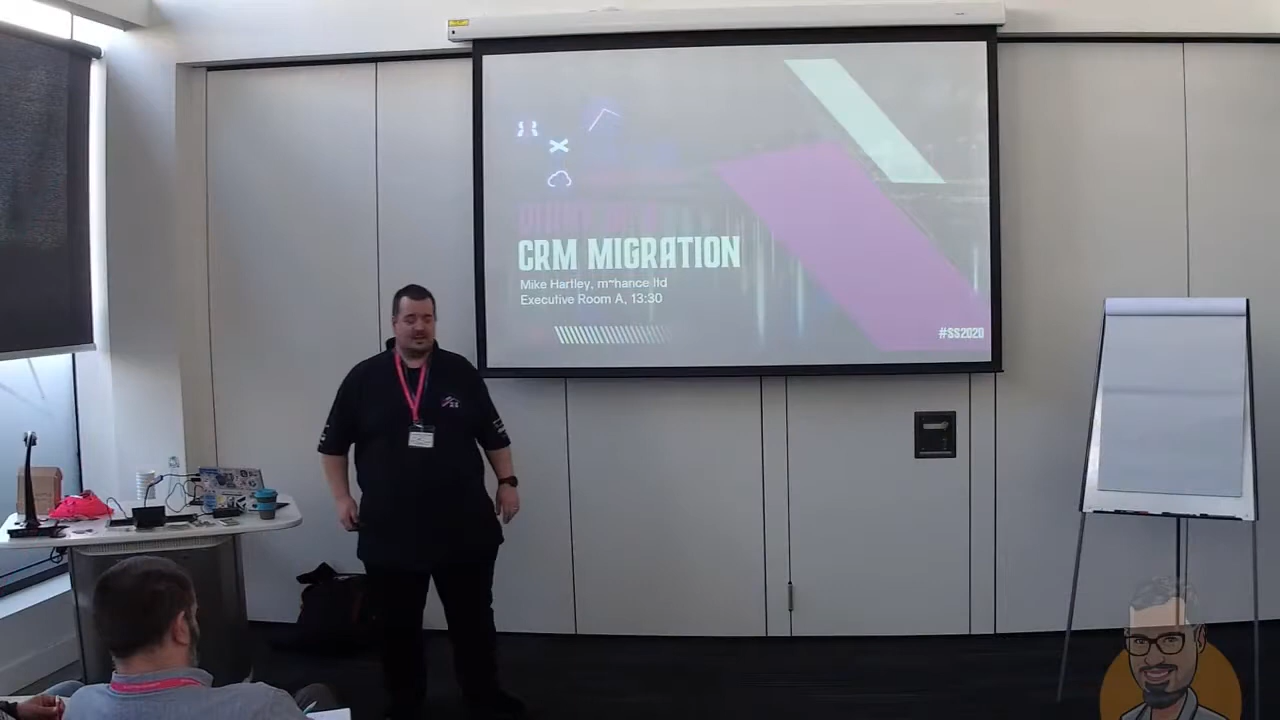 CRM MIGRATION
Mike Hartley, m~hance ltd
Executive Room A, 13:30
#SS2020